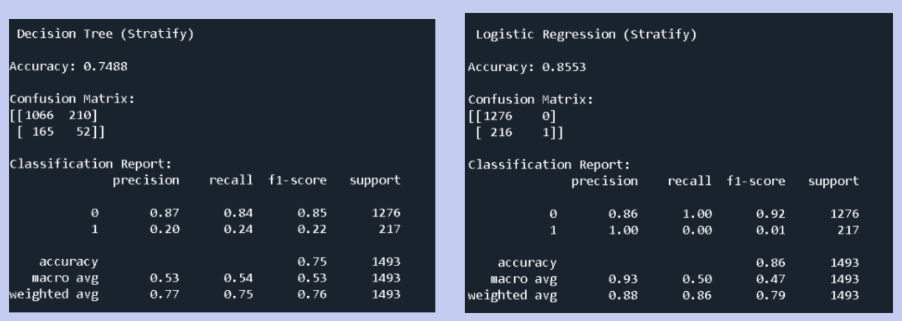 Decision Tree (Stratify)
Accuracy: 0.7488
Confusion Matrix:
[[1066 210]
[ 165 52]]
Classification Report:
precision recall f1-score support
0 0.87 0.84 0.85 1276
1 0.20 0.24 0.22 217
accuracy 0.75 1493
macro avg 0.53 0.54 0.53 1493
weighted avg 0.77 0.75 0.76 1493
Logistic Regression (Stratify)
Accuracy: 0.8553
Confusion Matrix:
[[1276 0]
[ 216 1]]
Classification Report:
precision recall f1-score support
0 0.86 1.00 0.92 1276
1 1.00 0.00 0.01 217
accuracy 0.86 1493
macro avg 0.93 0.50 0.47 1493
weighted avg 0.88 0.86 0.79 1493